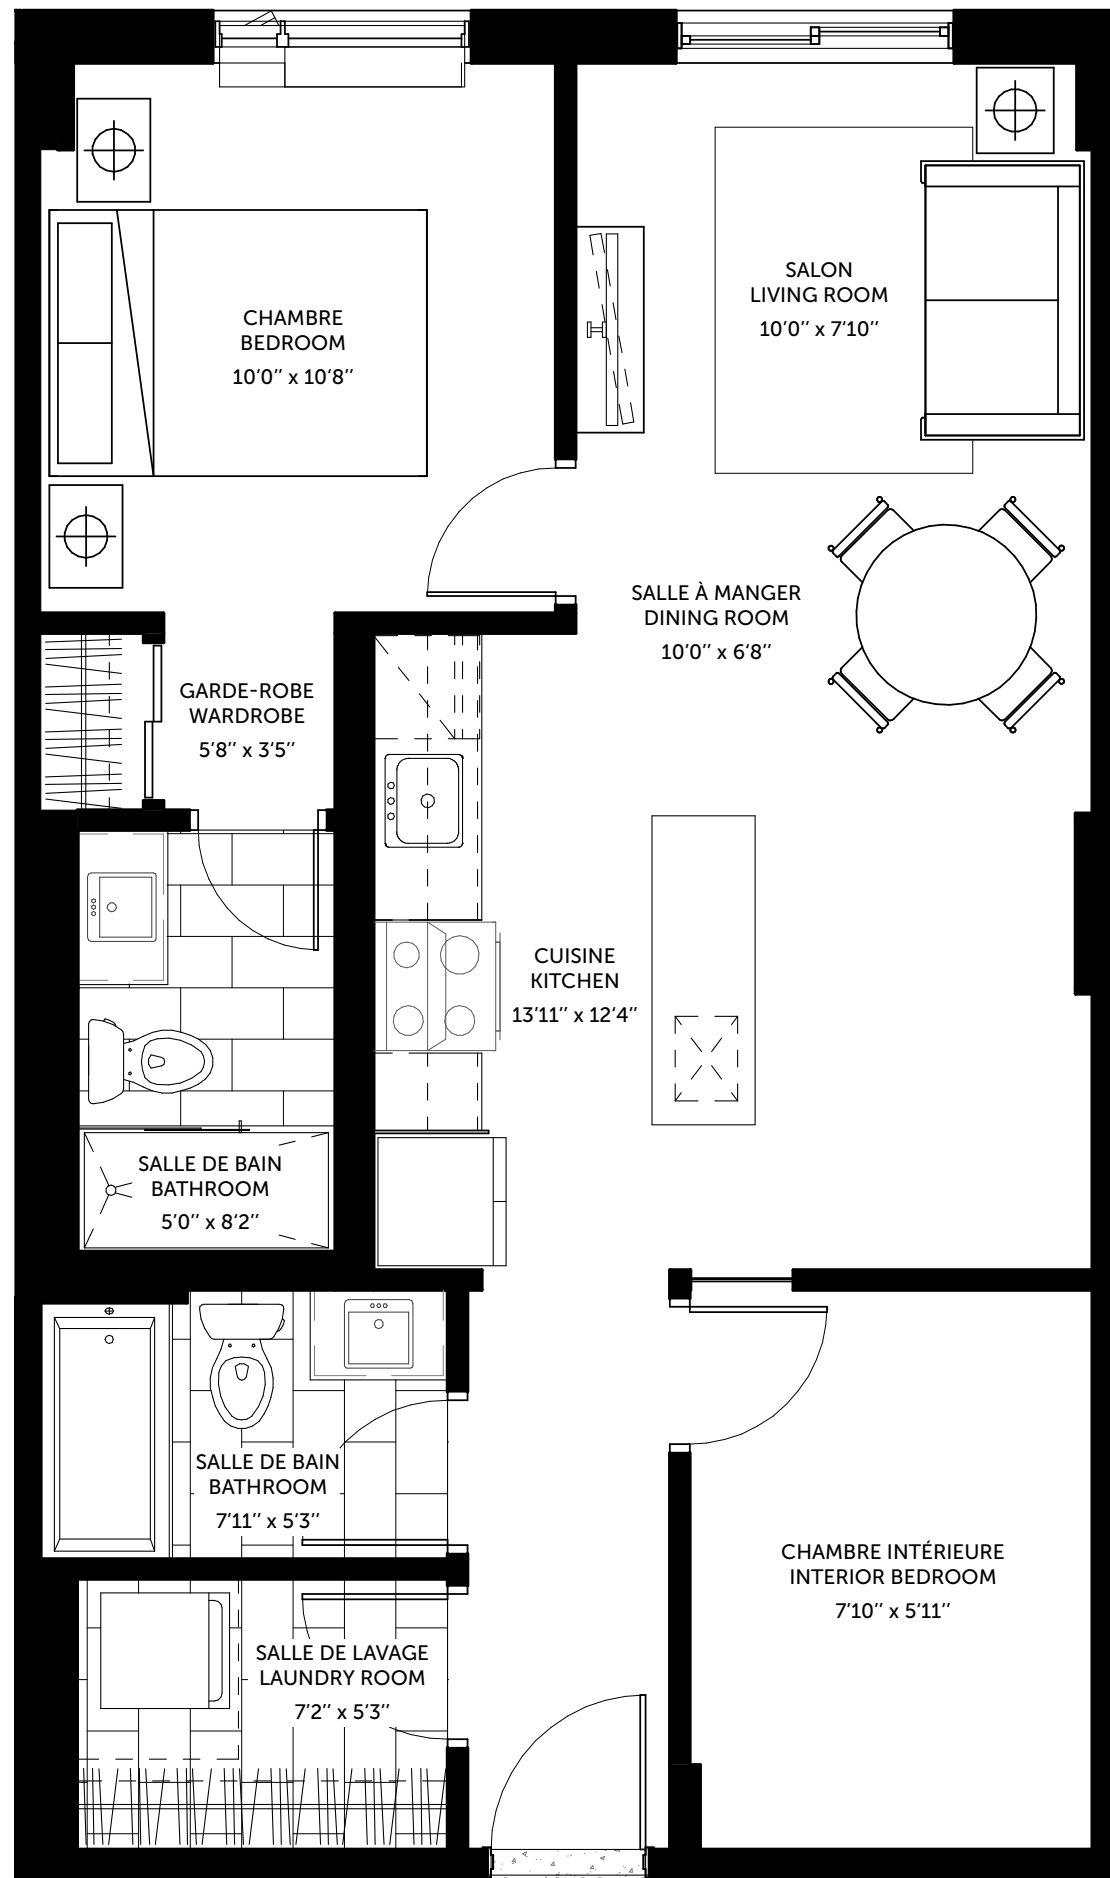 SALON
LIVING ROOM
10'0'' x 7'10''
CHAMBRE
BEDROOM
10'0'' x 10'8''
SALLE À MANGER
DINING ROOM
10'0'' x 6'8''
GARDE-ROBE
WARDROBE
5'8'' x 3'5''
CUISINE
KITCHEN
13'11'' x 12'4''
SALLE DE BAIN
BATHROOM
5'0'' x 8'2''
SALLE DE BAIN
BATHROOM
7'11'' x 5'3''
CHAMBRE INTÉRIEURE
INTERIOR BEDROOM
7'10'' x 5'11''
SALLE DE LAVAGE
LAUNDRY ROOM
7'2'' x 5'3''